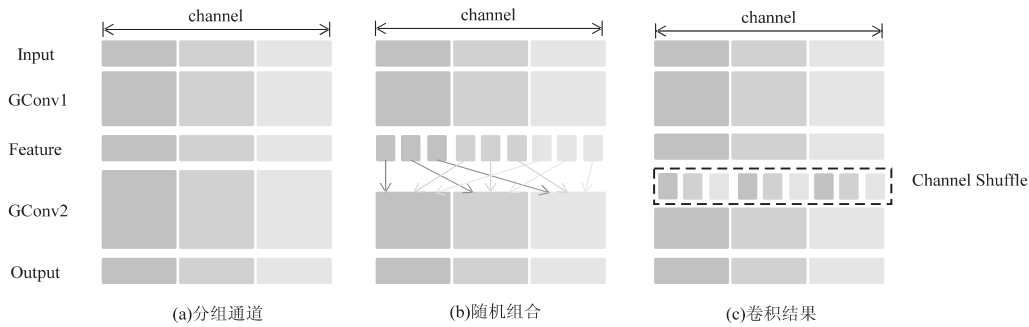 channel
channel
channel
Input
GConv1
Feature
GConv2
Output
Channel Shuffle
(a)分组通道
(b)随机组合
(c)卷积结果